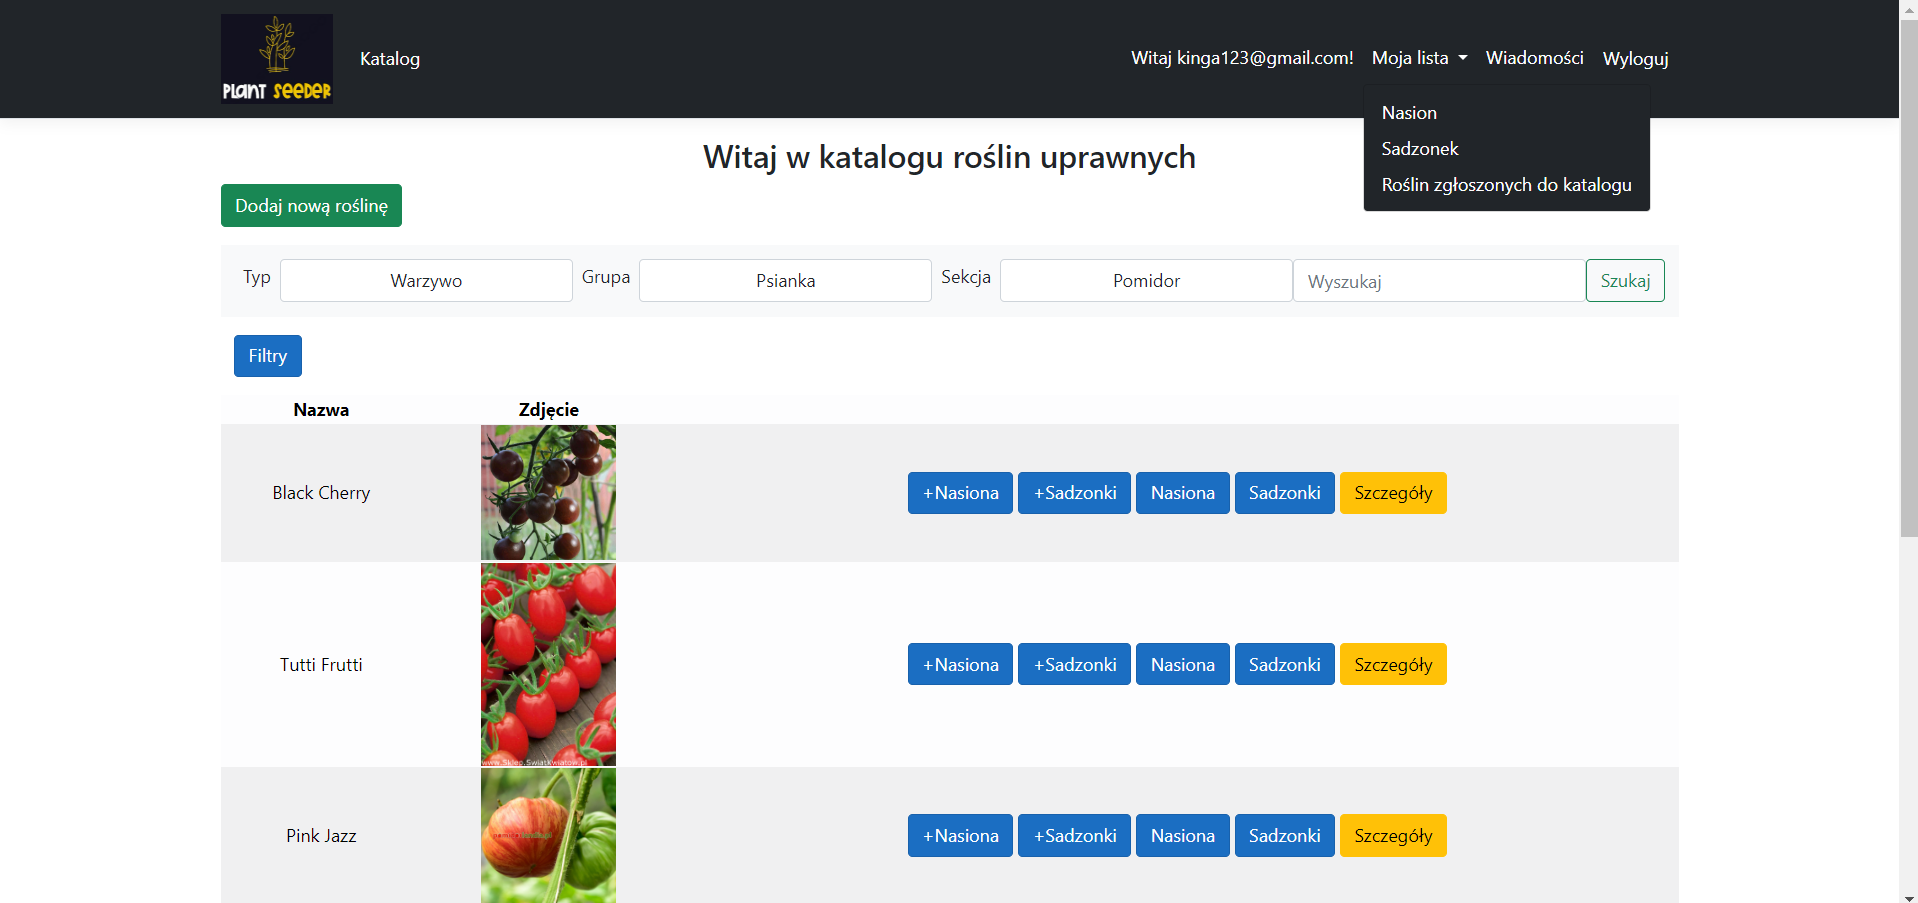 PLANT SEEDER
Katalog
Witaj kinga123@gmail.com!
Moja lista
Wiadomości
Wyloguj
Nasion
Sadzonek
Roślin zgłoszonych do katalogu
Witaj w katalogu roślin uprawnych
Dodaj nową roślinę
Typ Warzywo Grupa Psianka Sekcja Pomidor Wyszukaj Szukaj
Filtry
Nazwa Zdjęcie
Black Cherry +Nasiona +Sadzonki Nasiona Sadzonki Szczegóły
Tutti Frutti +Nasiona +Sadzonki Nasiona Sadzonki Szczegóły
www.Sklep.SwiatKwiatow.pl
Pink Jazz +Nasiona +Sadzonki Nasiona Sadzonki Szczegóły